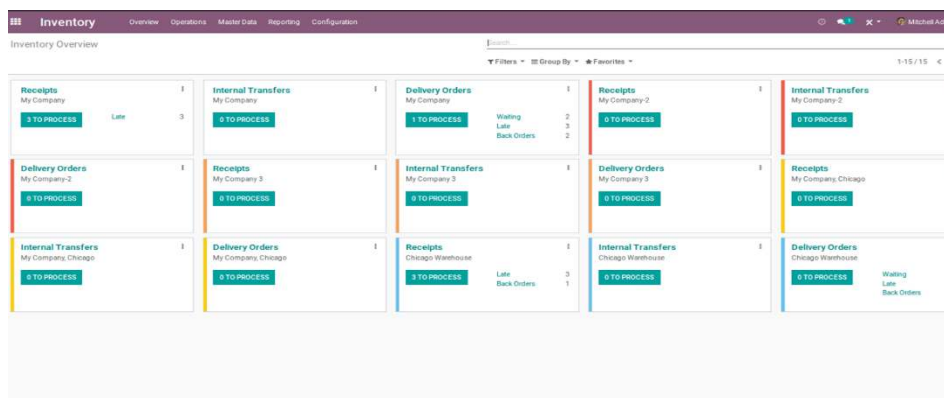 Inventory Overview Operations Master Data Reporting Configuration 1 Mitchell Ad
Inventory Overview
Search...
Filters Group By Favorites 1-15 / 15
Receipts
My Company
3 TO PROCESS Late 3
Internal Transfers
My Company
0 TO PROCESS
Delivery Orders
My Company
1 TO PROCESS Waiting 2
Late 3
Back Orders 2
Receipts
My Company-2
0 TO PROCESS
Internal Transfers
My Company-2
0 TO PROCESS
Delivery Orders
My Company-2
0 TO PROCESS
Receipts
My Company 3
0 TO PROCESS
Internal Transfers
My Company 3
0 TO PROCESS
Delivery Orders
My Company 3
0 TO PROCESS
Receipts
My Company, Chicago
0 TO PROCESS
Internal Transfers
My Company, Chicago
0 TO PROCESS
Delivery Orders
My Company, Chicago
0 TO PROCESS
Receipts
Chicago Warehouse
3 TO PROCESS Late 3
Back Orders 1
Internal Transfers
Chicago Warehouse
0 TO PROCESS
Delivery Orders
Chicago Warehouse
0 TO PROCESS Waiting
Late
Back Orders